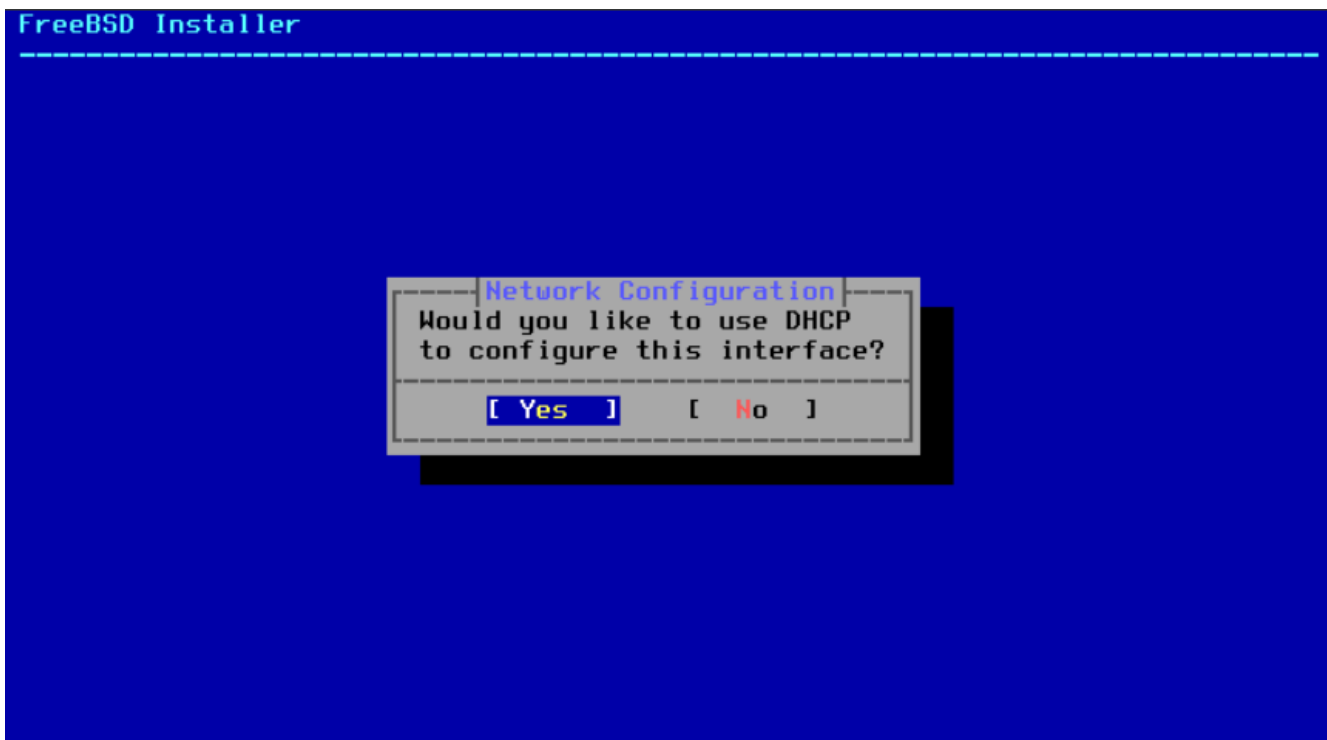 FreeBSD Installer
Network Configuration
Would you like to use DHCP
to configure this interface?
[ Yes ] [ No ]